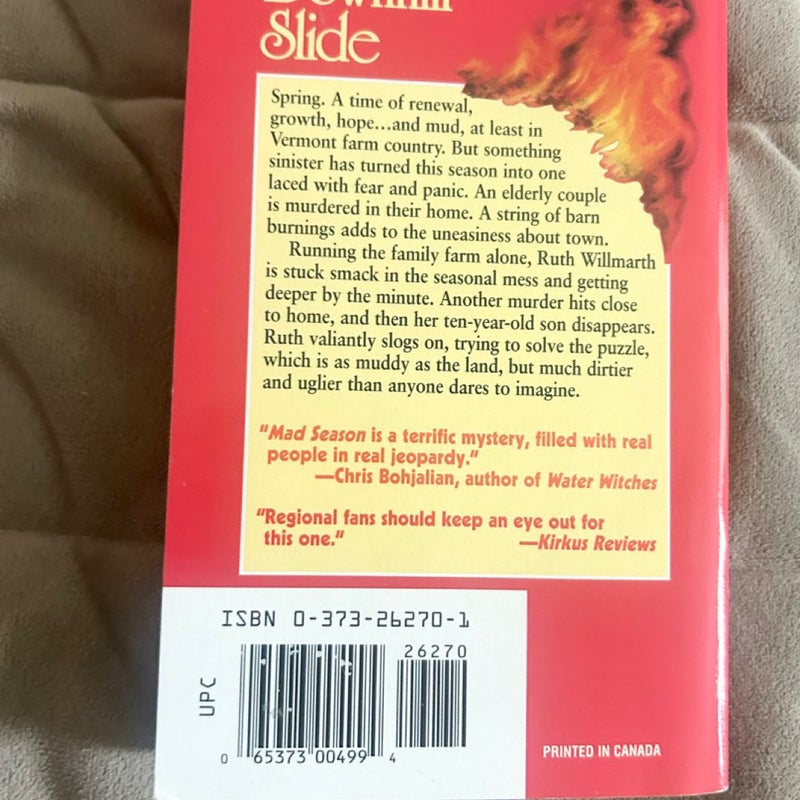 Downhill
Slide
Spring. A time of renewal,
growth, hope...and mud, at least in
Vermont farm country. But something
sinister has turned this season into one
laced with fear and panic. An elderly couple
is murdered in their home. A string of barn
burnings adds to the uneasiness about town.
Running the family farm alone, Ruth Willmarth
is stuck smack in the seasonal mess and getting
deeper by the minute. Another murder hits close
to home, and then her ten-year-old son disappears.
Ruth valiantly slogs on, trying to solve the puzzle,
which is as muddy as the land, but much dirtier
and uglier than anyone dares to imagine.
"Mad Season is a terrific mystery, filled with real
people in real jeopardy."
—Chris Bohjalian, author of Water Witches
"Regional fans should keep an eye out for
this one."
—Kirkus Reviews
ISBN 0-373-26270-1
26270
UPC
0 65373 00499 4
PRINTED IN CANADA